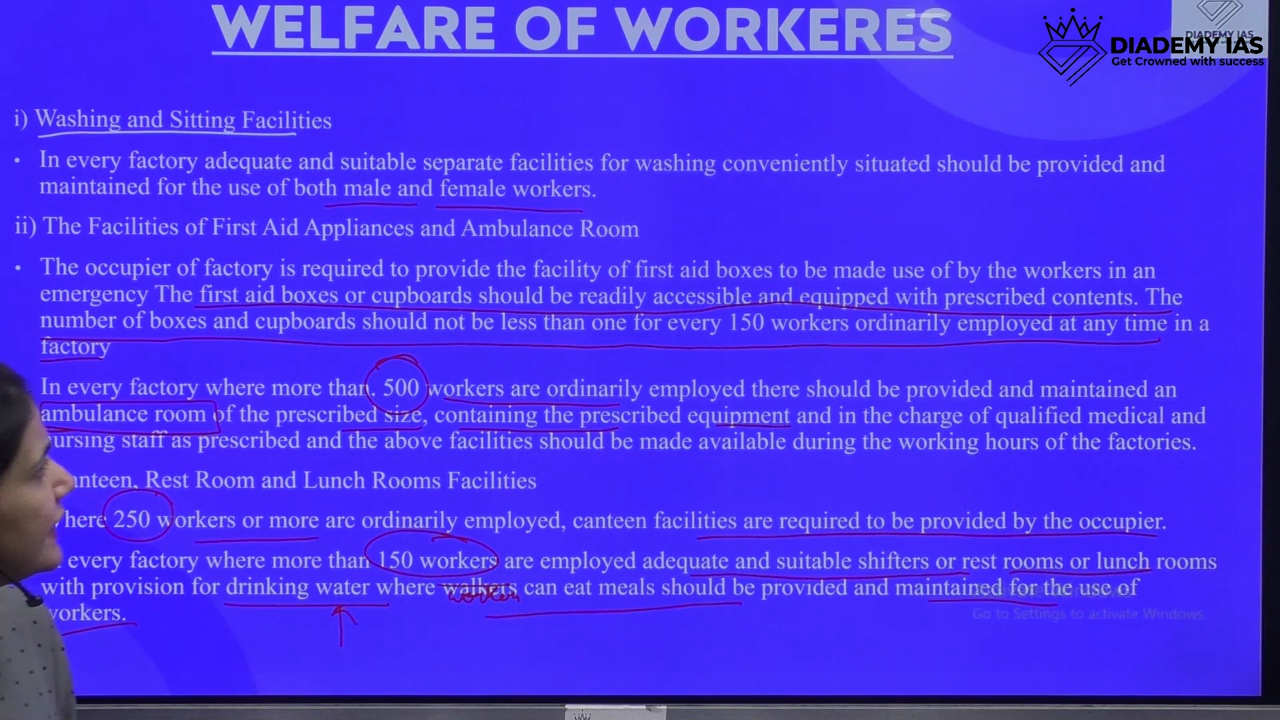 WELFARE OF WORKERES
DIADEMY IAS
DIADEMY IAS
Get Crowned with success
i) Washing and Sitting Facilities
• In every factory adequate and suitable separate facilities for washing conveniently situated should be provided and
maintained for the use of both male and female workers.
ii) The Facilities of First Aid Appliances and Ambulance Room
• The occupier of factory is required to provide the facility of first aid boxes to be made use of by the workers in an
emergency The first aid boxes or cupboards should be readily accessible and equipped with prescribed contents. The
number of boxes and cupboards should not be less than one for every 150 workers ordinarily employed at any time in a
factory
In every factory where more than 500 workers are ordinarily employed there should be provided and maintained an
ambulance room of the prescribed size, containing the prescribed equipment and in the charge of qualified medical and
nursing staff as prescribed and the above facilities should be made available during the working hours of the factories.
anteen, Rest Room and Lunch Rooms Facilities
here 250 workers or more arc ordinarily employed, canteen facilities are required to be provided by the occupier.
every factory where more than 150 workers are employed adequate and suitable shifters or rest rooms or lunch rooms
with provision for drinking water where walkers can eat meals should be provided and maintained for the use of
worker
workers.
Go to Settings to activate Windows.